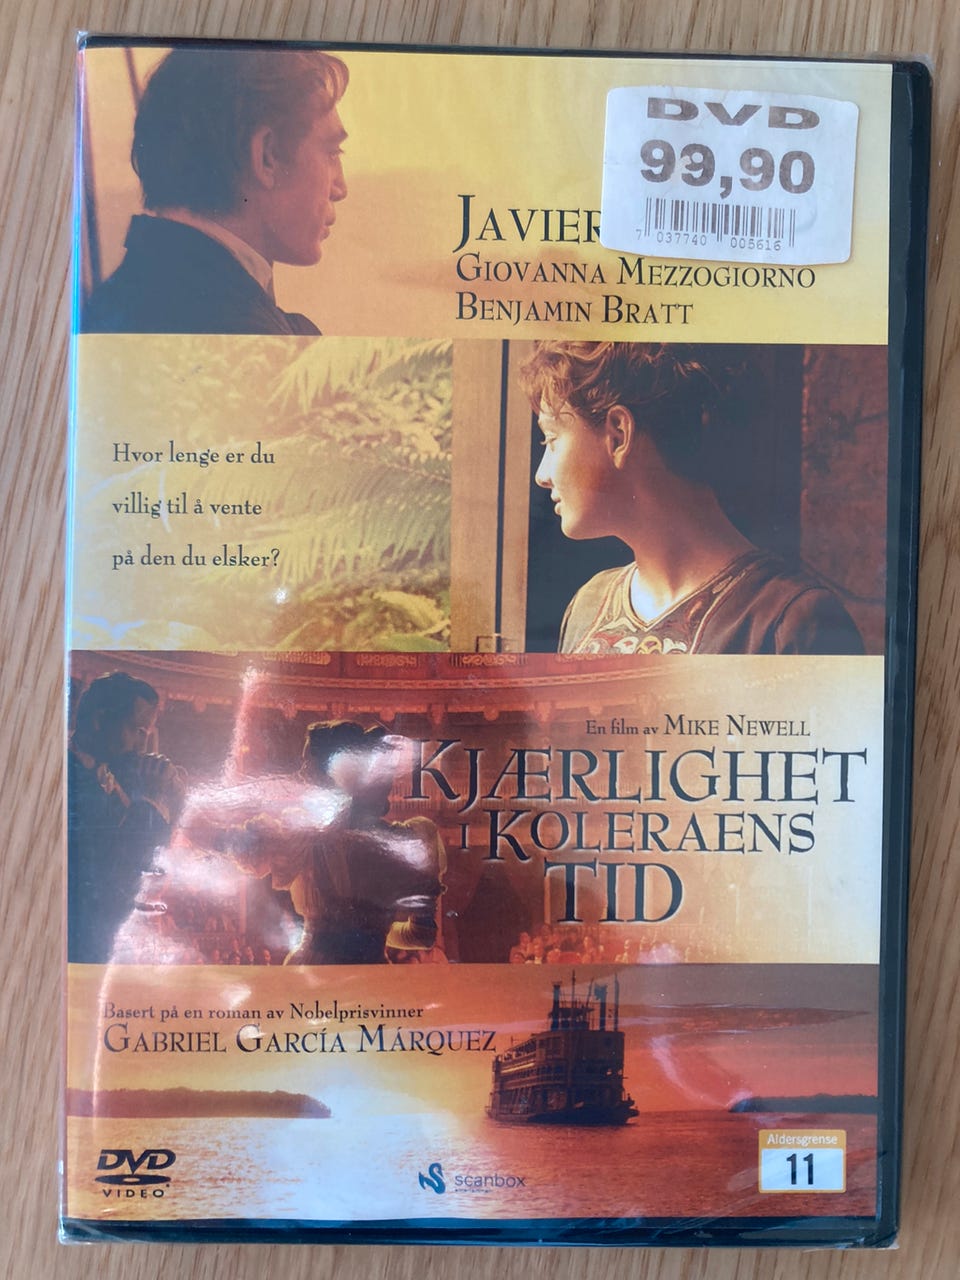 DVD
99,90
7 037740 005616
JAVIER
GIOVANNA MEZZOGIORNO
BENJAMIN BRATT
Hvor lenge er du
villig til å vente
på den du elsker?
En film av MIKE NEWELL
KJÆRLIGHET
I KOLERAENS
TID
Basert på en roman av Nobelprisvinner
GABRIEL GARCÍA MÁRQUEZ
DVD
VIDEO
scanbox
Aldersgrense
11